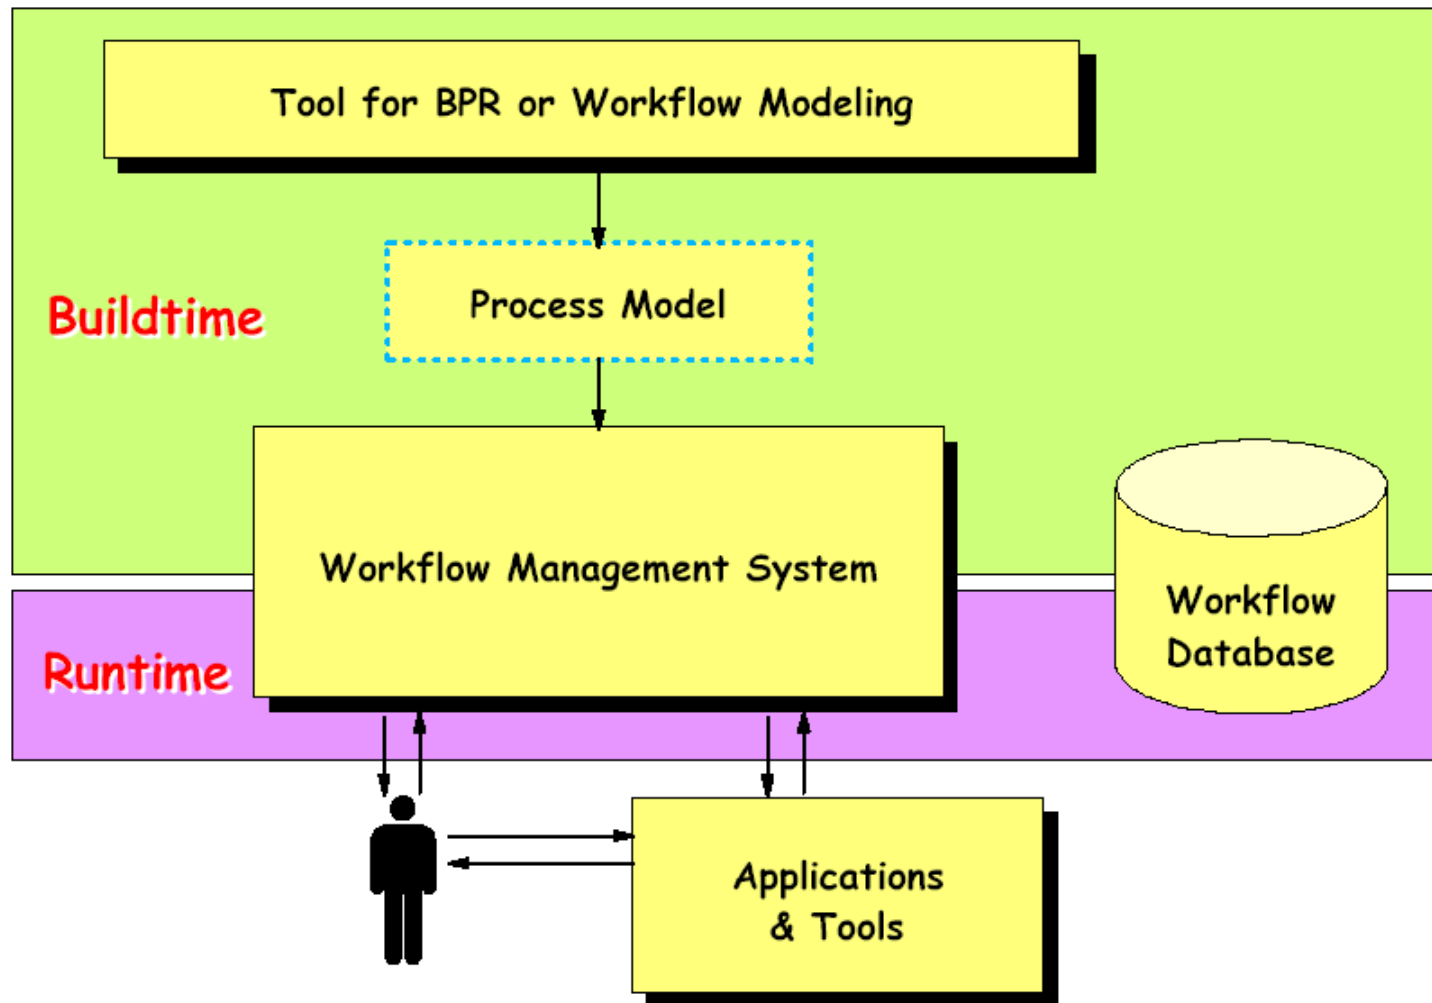 Tool for BPR or Workflow Modeling
Process Model
Buildtime
Workflow Management System
Workflow
Database
Runtime
Applications
& Tools